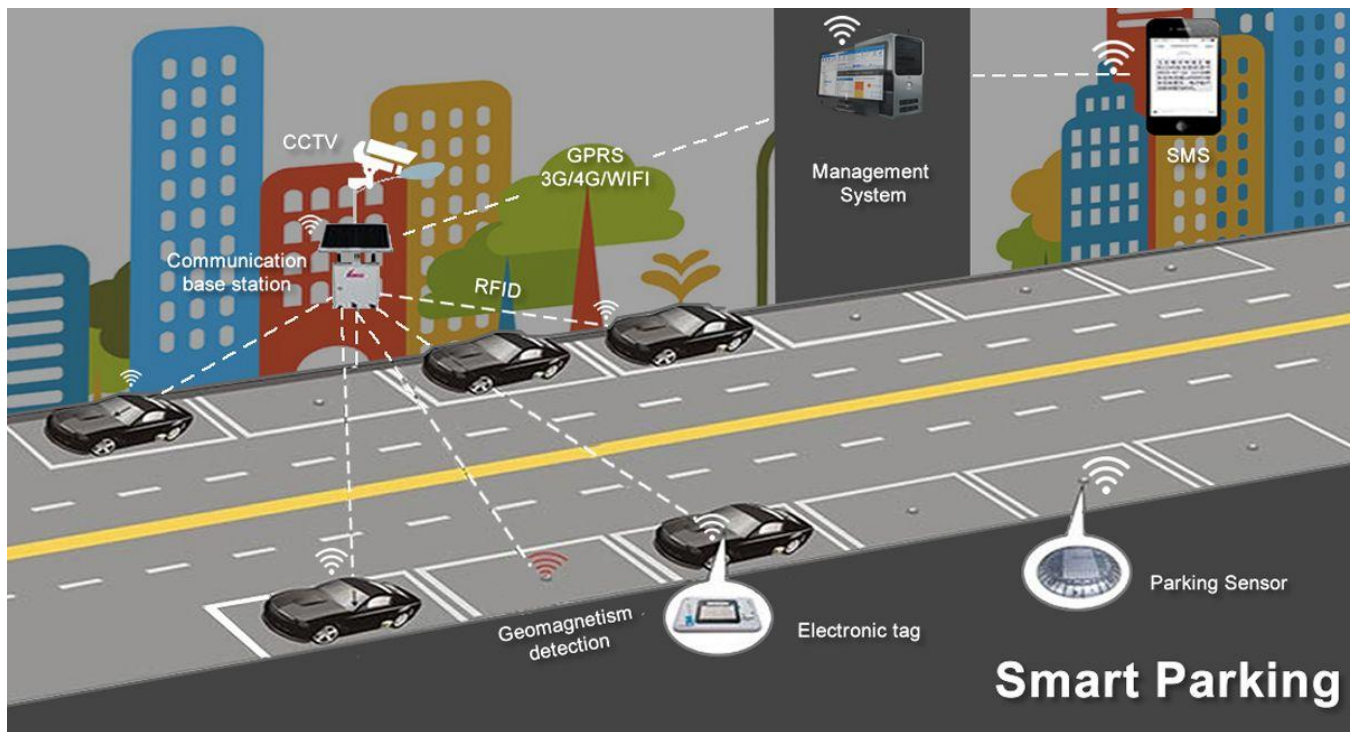 CCTV
GPRS
3G/4G/WIFI
Management
System
SMS
Communication
base station
RFID
Geomagnetism
detection
Electronic tag
Parking Sensor
Smart Parking